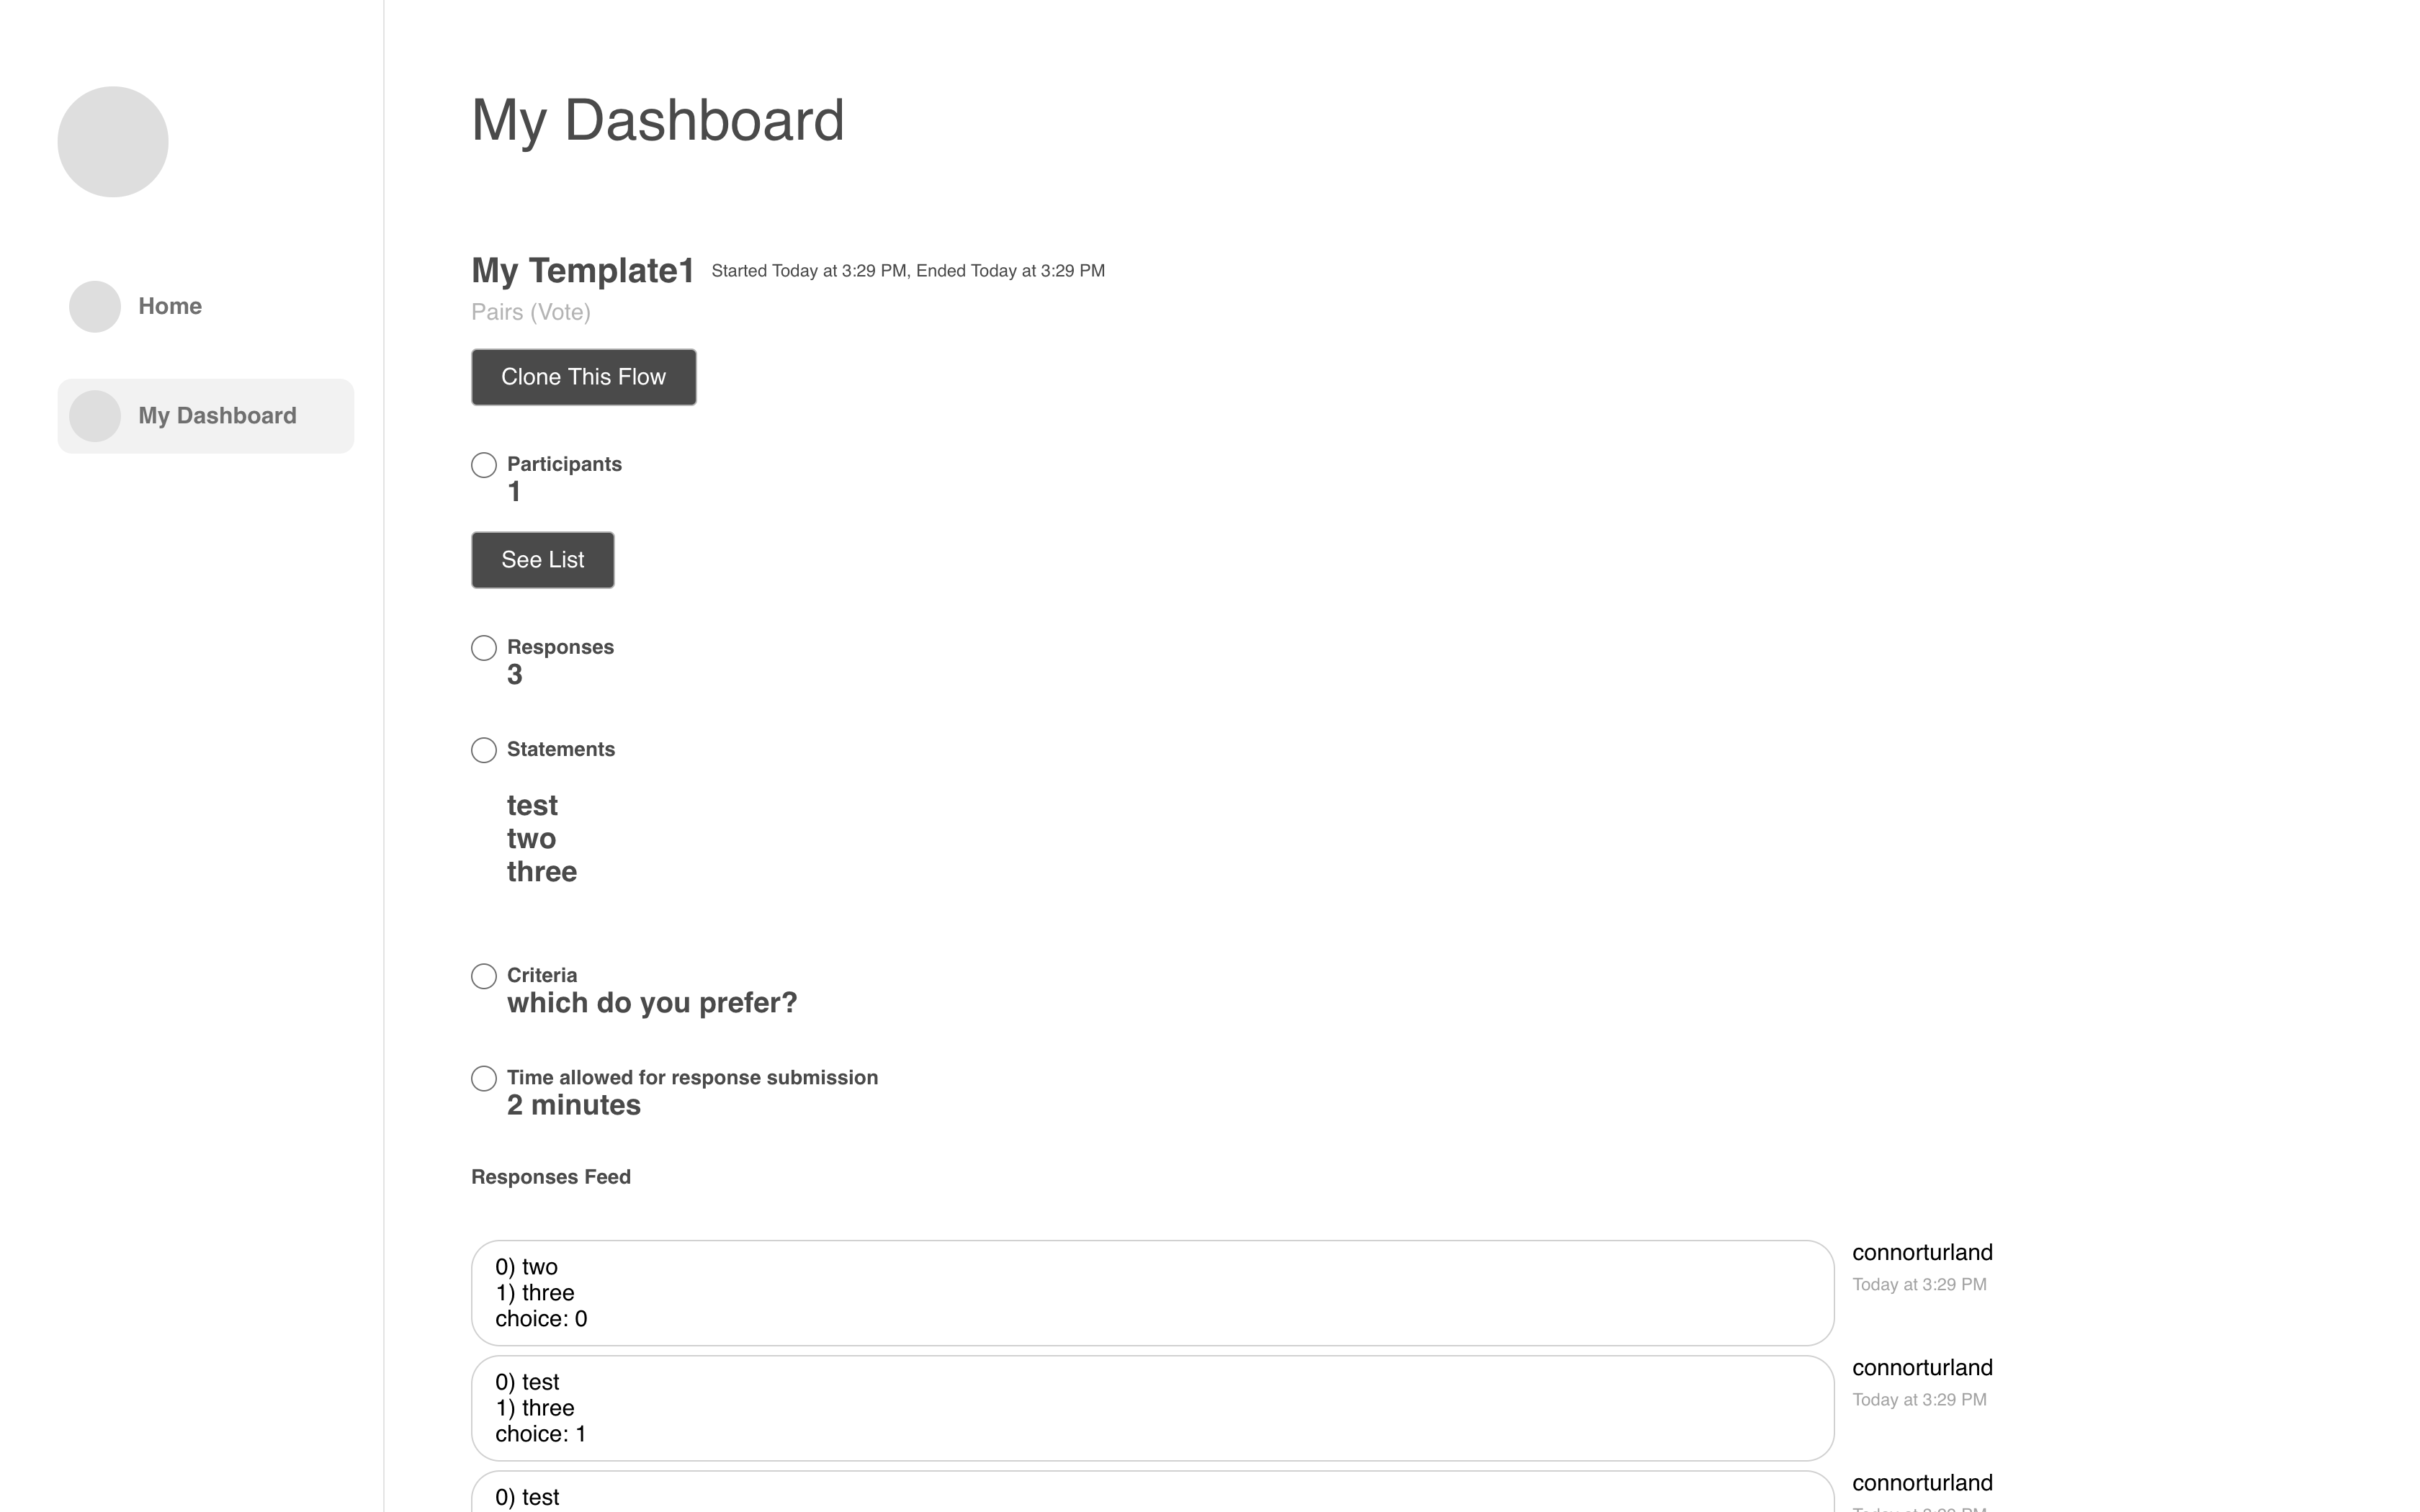 My Dashboard
Home
My Dashboard
My Template1 Started Today at 3:29 PM, Ended Today at 3:29 PM
Pairs (Vote)
Clone This Flow
Participants
1
See List
Responses
3
Statements
test
two
three
Criteria
which do you prefer?
Time allowed for response submission
2 minutes
Responses Feed
0) two
1) three
choice: 0
connorturland
Today at 3:29 PM
0) test
1) three
choice: 1
connorturland
Today at 3:29 PM
0) test
connorturland